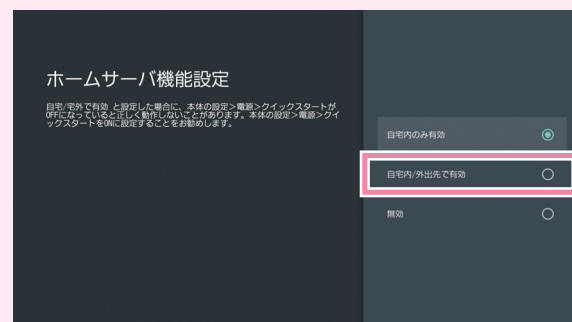 ホームサーバ機能設定
自宅/宅外で有効 と設定した場合に、本体の設定>電源>クイックスタートが
OFFになっていると正しく動作しないことがあります。本体の設定>電源>クイ
ックスタートをONに設定することをお勧めします。
自宅内のみ有効
自宅内/外出先で有効
無効